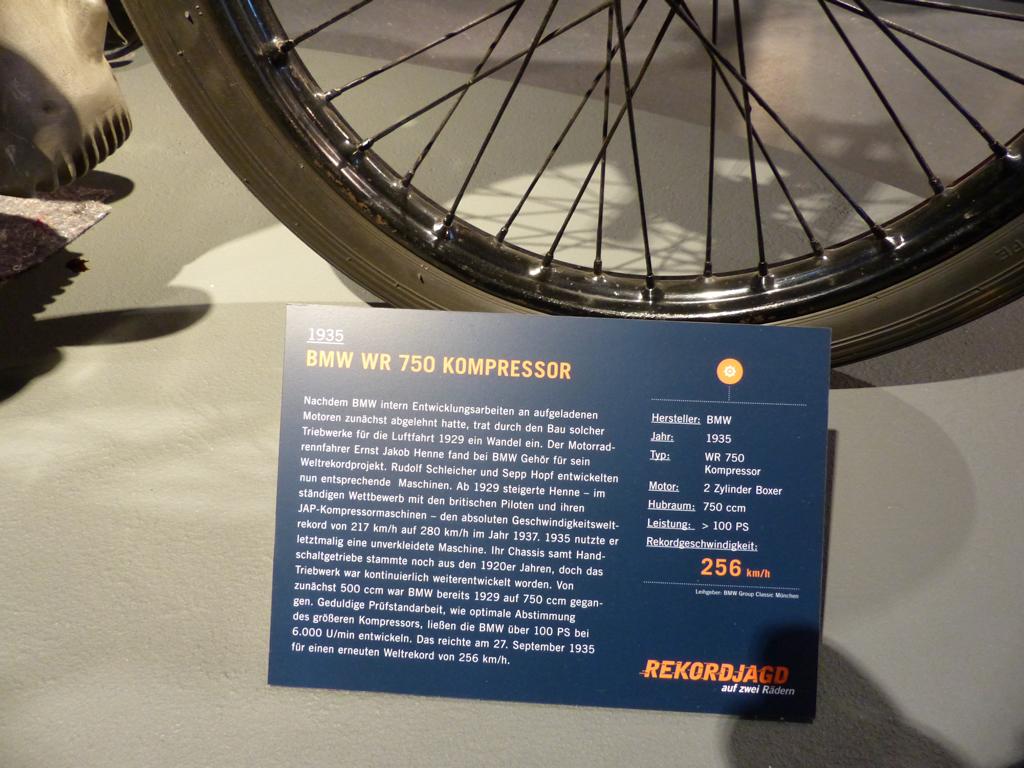 1935
BMW WR 750 KOMPRESSOR
Nachdem BMW intern Entwicklungsarbeiten an aufgeladenen
Motoren zunächst abgelehnt hatte, trat durch den Bau solcher
Triebwerke für die Luftfahrt 1929 ein Wandel ein. Der Motorrad-
rennfahrer Ernst Jakob Henne fand bei BMW Gehör für sein
Weltrekordprojekt. Rudolf Schleicher und Sepp Hopf entwickelten
nun entsprechende Maschinen. Ab 1929 steigerte Henne – im
ständigen Wettbewerb mit den britischen Piloten und ihren
JAP-Kompressormaschinen – den absoluten Geschwindigkeitswelt-
rekord von 217 km/h auf 280 km/h im Jahr 1937. 1935 nutzte er
letztmalig eine unverkleidete Maschine. Ihr Chassis samt Hand-
schaltgetriebe stammte noch aus den 1920er Jahren, doch das
Triebwerk war kontinuierlich weiterentwickelt worden. Von
zunächst 500 ccm war BMW bereits 1929 auf 750 ccm gegan-
gen. Geduldige Prüfstandarbeit, wie optimale Abstimmung
des größeren Kompressors, ließen die BMW über 100 PS bei
6.000 U/min entwickeln. Das reichte am 27. September 1935
für einen erneuten Weltrekord von 256 km/h.
Hersteller: BMW
Jahr: 1935
Typ: WR 750
Kompressor
Motor: 2 Zylinder Boxer
Hubraum: 750 ccm
Leistung: > 100 PS
Rekordgeschwindigkeit:
256 km/h
Leihgeber: BMW Group Classic München
REKORDJAGD
auf zwei Rädern